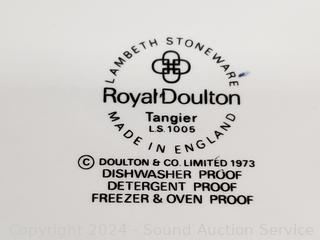 LAMBETH STONEWARE
Royal Doulton
Tangier
L.S.1005
MADE IN ENGLAND
© DOULTON & CO. LIMITED 1973
DISHWASHER PROOF
DETERGENT PROOF
FREEZER & OVEN PROOF
Copyright 2024 - Sound Auction Service